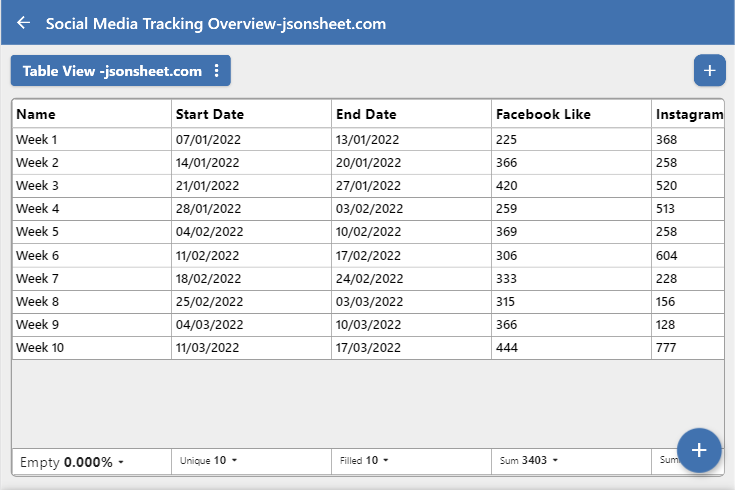 Social Media Tracking Overview-jsonsheet.com
Table View -jsonsheet.com
Name Start Date End Date Facebook Like Instagram
Week 1 07/01/2022 13/01/2022 225 368
Week 2 14/01/2022 20/01/2022 366 258
Week 3 21/01/2022 27/01/2022 420 520
Week 4 28/01/2022 03/02/2022 259 513
Week 5 04/02/2022 10/02/2022 369 258
Week 6 11/02/2022 17/02/2022 306 604
Week 7 18/02/2022 24/02/2022 333 228
Week 8 25/02/2022 03/03/2022 315 156
Week 9 04/03/2022 10/03/2022 366 128
Week 10 11/03/2022 17/03/2022 444 777
Empty 0.000% Unique 10 Filled 10 Sum 3403 Sum